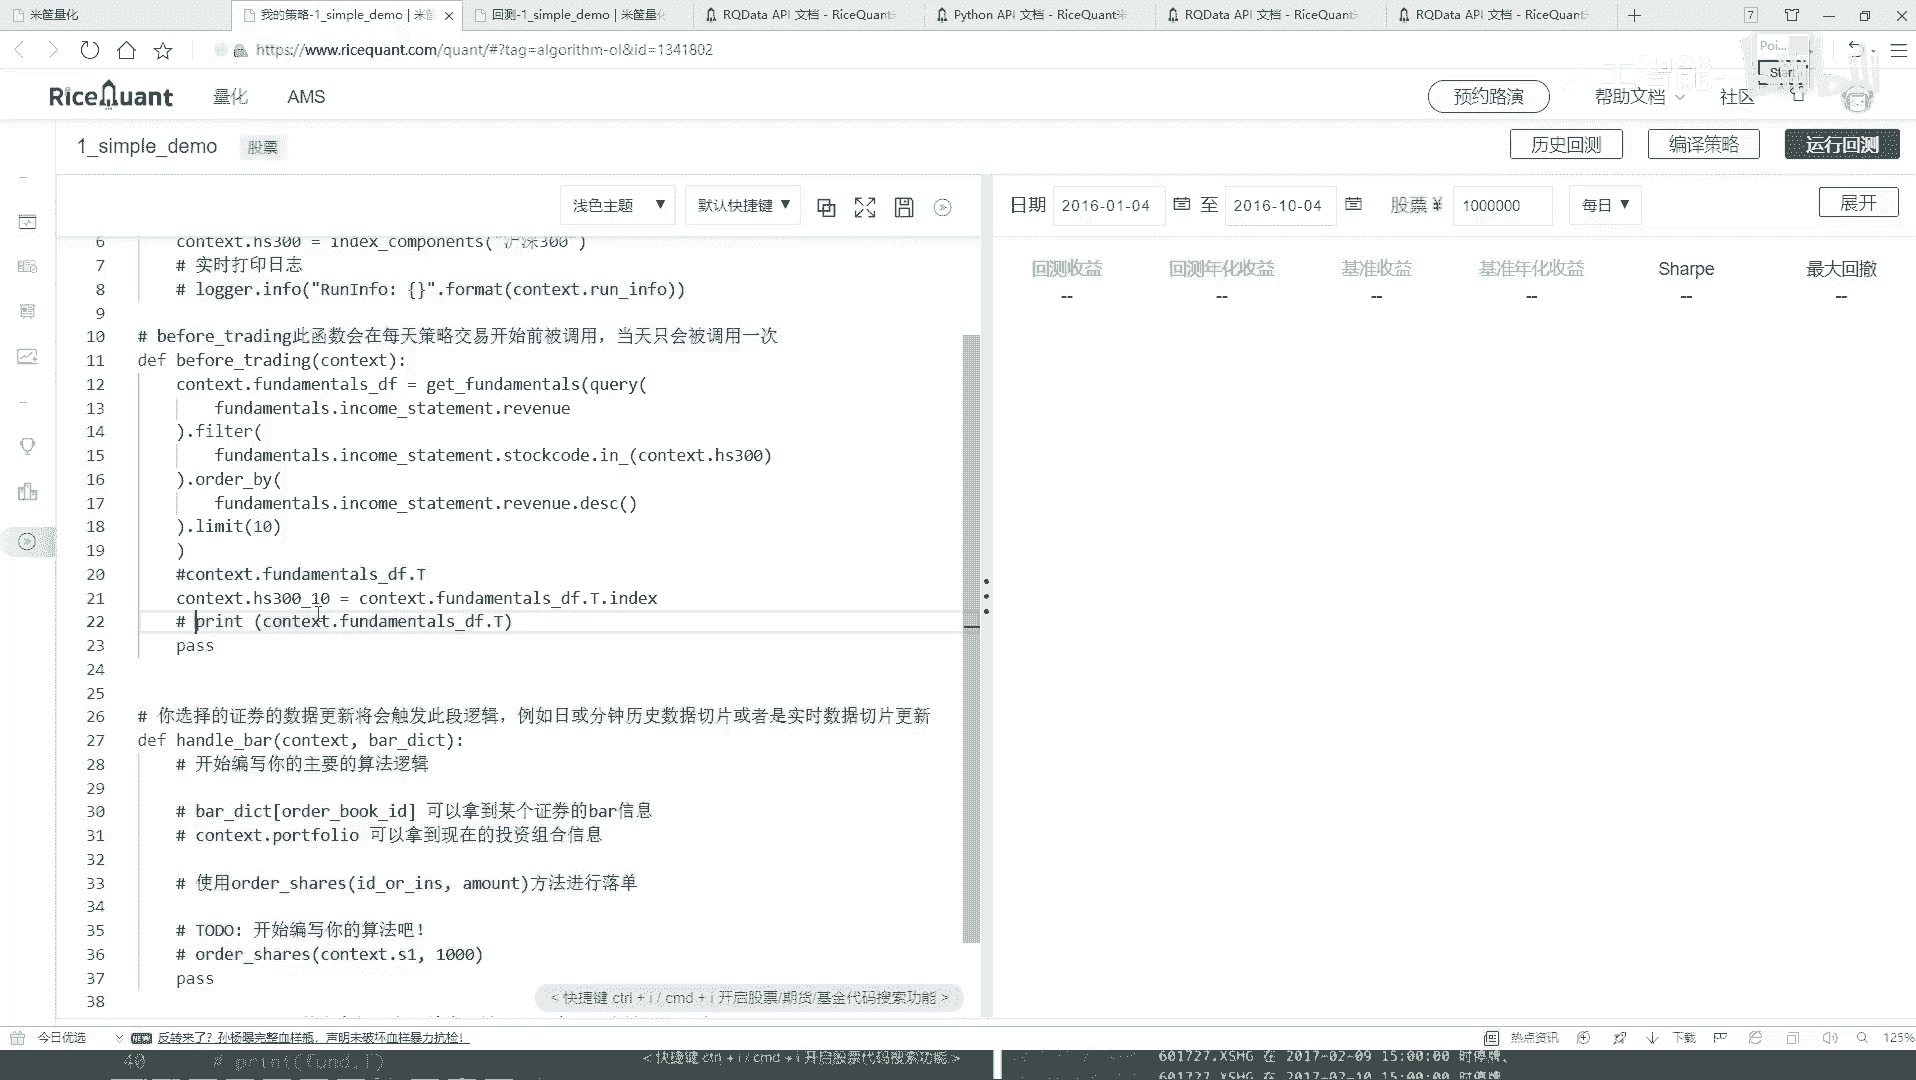 米筐量化
我的策略-1_simple_demo | 米筐
回测-1_simple_demo | 米筐量化
RQData API 文档 - RiceQuant
Python API 文档 - RiceQuant米
RQData API 文档 - RiceQuant
RQData API 文档 - RiceQuant
7
https://www.ricequant.com/quant/#?tag=algorithm-ol&id=1341802
Poi...
Start
RiceQuant
量化
AMS
预约路演
帮助文档
社区
1_simple_demo
股票
历史回测
编译策略
运行回测
浅色主题
默认快捷键
日期
2016-01-04
至
2016-10-04
股票 ¥
1000000
每日
展开
回测收益
回测年化收益
基准收益
基准年化收益
Sharpe
最大回撤
--
--
--
--
--
--
6 context.hs300 = index_components("沪深300")
7 # 实时打印日志
8 # logger.info("RunInfo: {}".format(context.run_info))
9
10 # before_trading此函数会在每天策略交易开始前被调用，当天只会被调用一次
11 def before_trading(context):
12 context.fundamentals_df = get_fundamentals(query(
13 fundamentals.income_statement.revenue
14 ).filter(
15 fundamentals.income_statement.stockcode.in_(context.hs300)
16 ).order_by(
17 fundamentals.income_statement.revenue.desc()
18 ).limit(10)
19 )
20 #context.fundamentals_df.T
21 context.hs300_10 = context.fundamentals_df.T.index
22 # print (context.fundamentals_df.T)
23 pass
24
25
26 # 你选择的证券的数据更新将会触发此段逻辑，例如日或分钟历史数据切片或者是实时数据切片更新
27 def handle_bar(context, bar_dict):
28 # 开始编写你的主要的算法逻辑
29
30 # bar_dict[order_book_id] 可以拿到某个证券的bar信息
31 # context.portfolio 可以拿到现在的投资组合信息
32
33 # 使用order_shares(id_or_ins, amount)方法进行落单
34
35 # TODO: 开始编写你的算法吧！
36 # order_shares(context.s1, 1000)
37 pass
38
< 快捷键 ctrl + i / cmd + i 开启股票/期货/基金代码搜索功能 >
今日优选
NEW
反转来了？孙杨曝完整血样瓶，声明未破坏血样暴力抗检！
热点资讯
下载
125%
40 # print(fund.T)
< 快捷键 ctrl + i / cmd + i 开启股票代码搜索功能 >
601727.XSHG 在 2017-02-09 15:00:00 时停牌、
601727.XSHG 在 2017-02-10 15:00:00 时停牌、